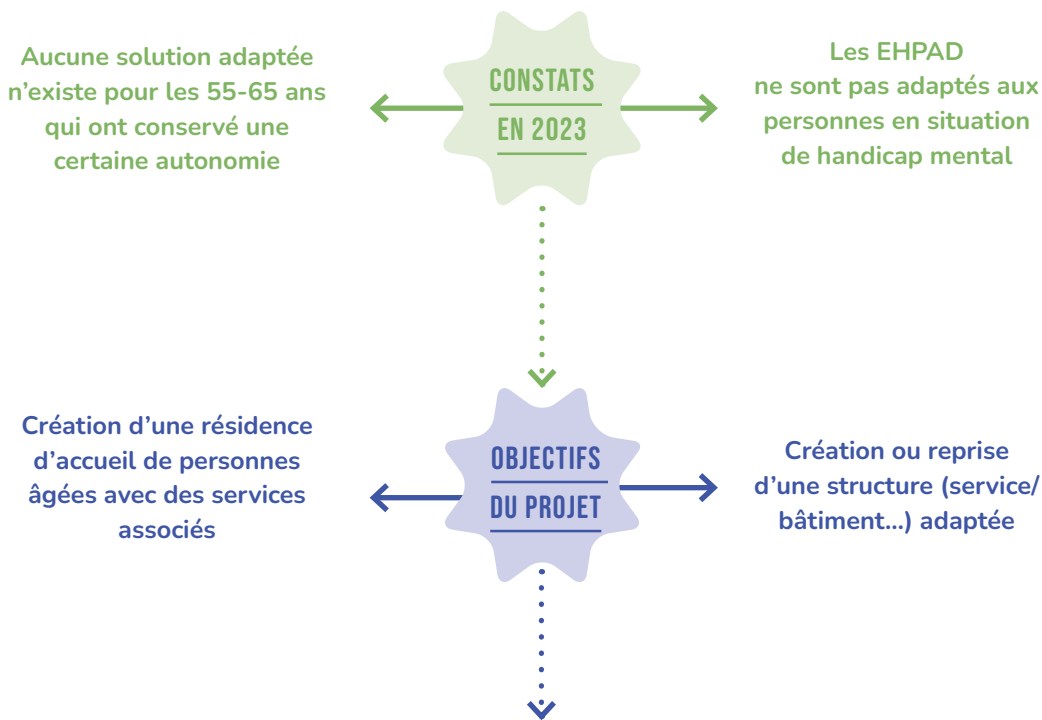 Aucune solution adaptée
n’existe pour les 55-65 ans
qui ont conservé une
certaine autonomie
CONSTATS
EN 2023
Les EHPAD
ne sont pas adaptés aux
personnes en situation
de handicap mental
Création d’une résidence
d’accueil de personnes
âgées avec des services
associés
OBJECTIFS
DU PROJET
Création ou reprise
d’une structure (service/
bâtiment...) adaptée